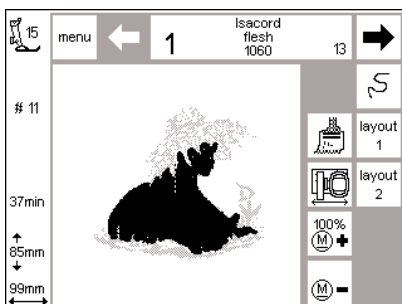 15
menu
1
Isacord
flesh
1060
13
# 11
layout
1
layout
2
37min
100%
M +
85mm
M -
99mm